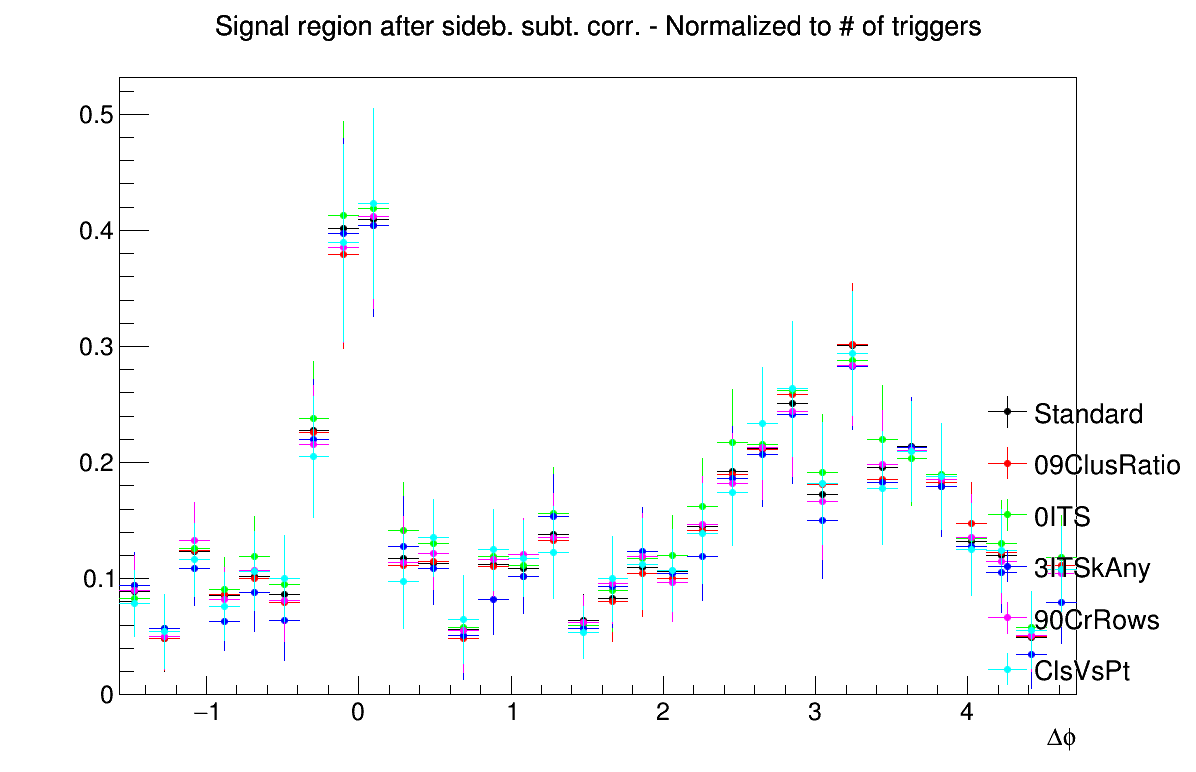 Signal region after sideb. subt. corr. - Normalized to # of triggers
0.5
0.4
0.3
0.2
0.1
0
−1
0
1
2
3
4
Δϕ
Standard
09ClusRatio
0ITS
3ITSkAny
90CrRows
ClsVsPt